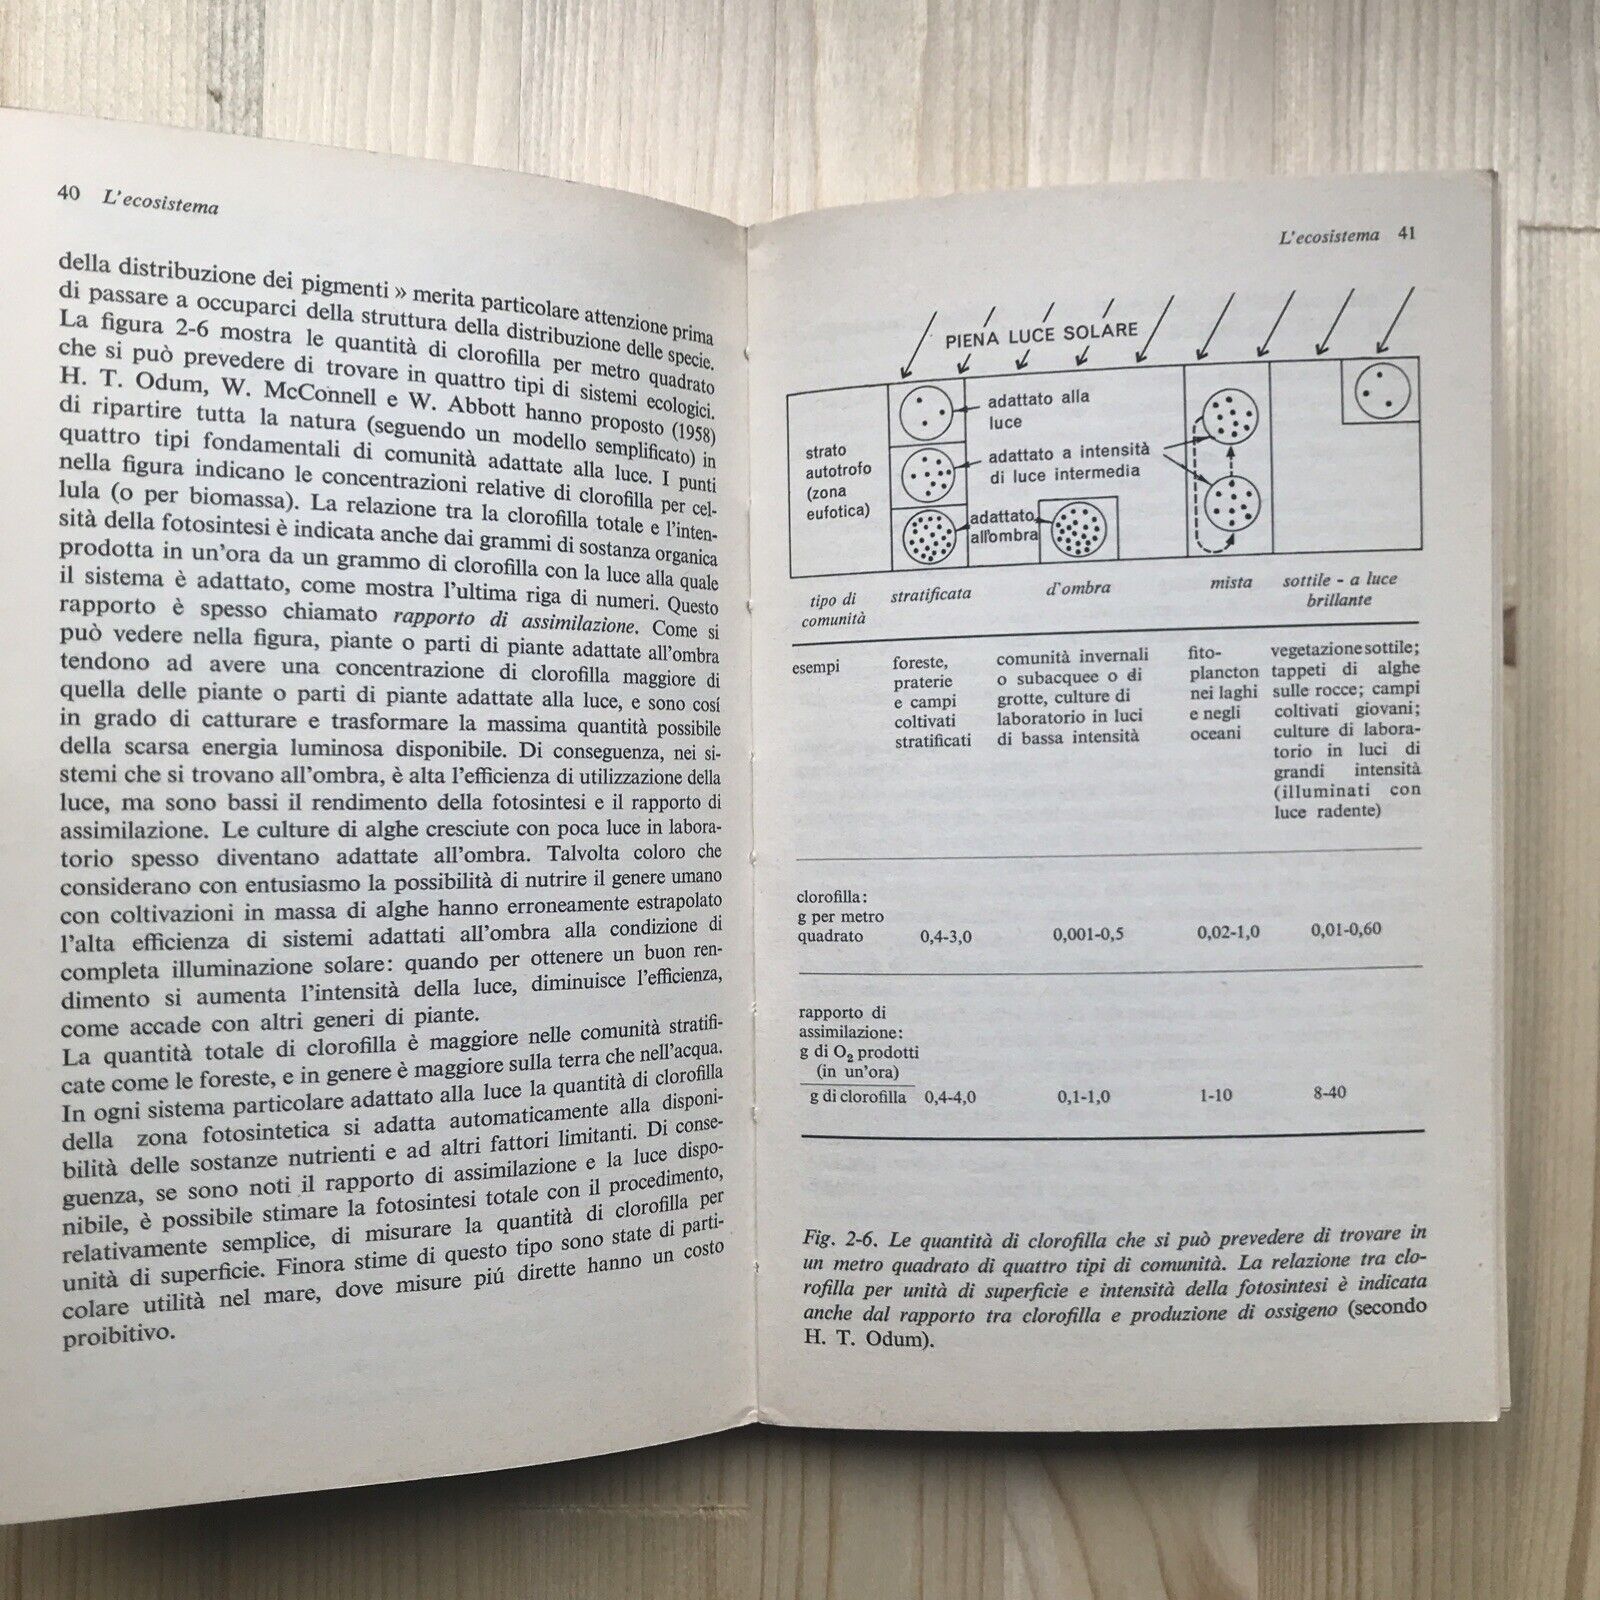 40 L'ecosistema
della distribuzione dei pigmenti » merita particolare attenzione prima
di passare a occuparci della struttura della distribuzione delle specie.
La figura 2-6 mostra le quantità di clorofilla per metro quadrato
che si può prevedere di trovare in quattro tipi di sistemi ecologici.
H. T. Odum, W. McConnell e W. Abbott hanno proposto (1958)
di ripartire tutta la natura (seguendo un modello semplificato) in
quattro tipi fondamentali di comunità adattate alla luce. I punti
nella figura indicano le concentrazioni relative di clorofilla per cel-
lula (o per biomassa). La relazione tra la clorofilla totale e l'inten-
sità della fotosintesi è indicata anche dai grammi di sostanza organica
prodotta in un'ora da un grammo di clorofilla con la luce alla quale
il sistema è adattato, come mostra l'ultima riga di numeri. Questo
rapporto è spesso chiamato rapporto di assimilazione. Come si
può vedere nella figura, piante o parti di piante adattate all'ombra
tendono ad avere una concentrazione di clorofilla maggiore di
quella delle piante o parti di piante adattate alla luce, e sono cosí
in grado di catturare e trasformare la massima quantità possibile
della scarsa energia luminosa disponibile. Di conseguenza, nei si-
stemi che si trovano all'ombra, è alta l'efficienza di utilizzazione della
luce, ma sono bassi il rendimento della fotosintesi e il rapporto di
assimilazione. Le culture di alghe cresciute con poca luce in labora-
torio spesso diventano adattate all'ombra. Talvolta coloro che
considerano con entusiasmo la possibilità di nutrire il genere umano
con coltivazioni in massa di alghe hanno erroneamente estrapolato
l'alta efficienza di sistemi adattati all'ombra alla condizione di
completa illuminazione solare: quando per ottenere un buon ren-
dimento si aumenta l'intensità della luce, diminuisce l'efficienza,
come accade con altri generi di piante.
La quantità totale di clorofilla è maggiore nelle comunità stratifi-
cate come le foreste, e in genere è maggiore sulla terra che nell'acqua.
In ogni sistema particolare adattato alla luce la quantità di clorofilla
della zona fotosintetica si adatta automaticamente alla disponi-
bilità delle sostanze nutrienti e ad altri fattori limitanti. Di conse-
guenza, se sono noti il rapporto di assimilazione e la luce dispo-
nibile, è possibile stimare la fotosintesi totale con il procedimento,
relativamente semplice, di misurare la quantità di clorofilla per
unità di superficie. Finora stime di questo tipo sono state di parti-
colare utilità nel mare, dove misure piú dirette hanno un costo
proibitivo.
L'ecosistema 41
PIENA LUCE SOLARE
strato
autotrofo
(zona
eufotica)
adattato alla
luce
adattato a intensità
di luce intermedia
adattato
all'ombra
tipo di
comunità
stratificata
d'ombra
mista
sottile - a luce
brillante
esempi
foreste,
praterie
e campi
coltivati
stratificati
comunità invernali
o subacquee o di
grotte, culture di
laboratorio in luci
di bassa intensità
fito-
plancton
nei laghi
e negli
oceani
vegetazione sottile;
tappeti di alghe
sulle rocce; campi
coltivati giovani;
culture di labora-
torio in luci di
grandi intensità
(illuminati con
luce radente)
clorofilla:
g per metro
quadrato 0,4-3,0 0,001-0,5 0,02-1,0 0,01-0,60
rapporto di
assimilazione:
g di O₂ prodotti
(in un'ora)
g di clorofilla 0,4-4,0 0,1-1,0 1-10 8-40
Fig. 2-6. Le quantità di clorofilla che si può prevedere di trovare in
un metro quadrato di quattro tipi di comunità. La relazione tra clo-
rofilla per unità di superficie e intensità della fotosintesi è indicata
anche dal rapporto tra clorofilla e produzione di ossigeno (secondo
H. T. Odum).